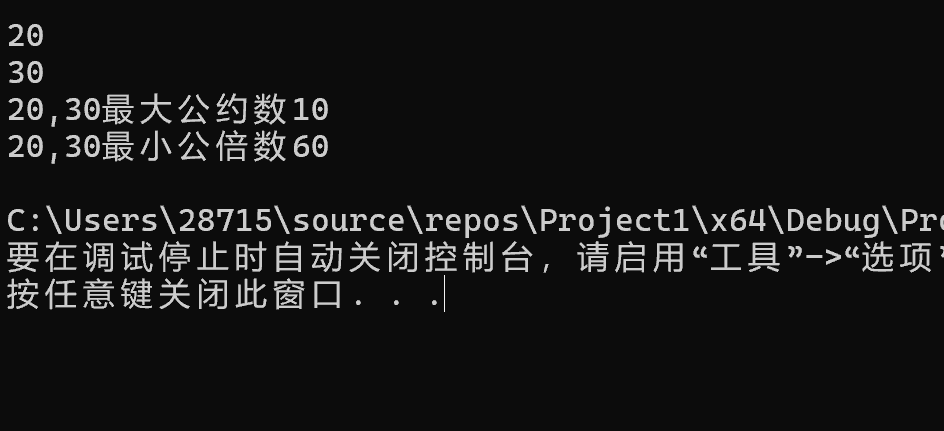 20
30
20,30最大公约数10
20,30最小公倍数60
C:\Users\28715\source\repos\Project1\x64\Debug\Pro
要在调试停止时自动关闭控制台，请启用“工具”->“选项”
按任意键关闭此窗口. . .